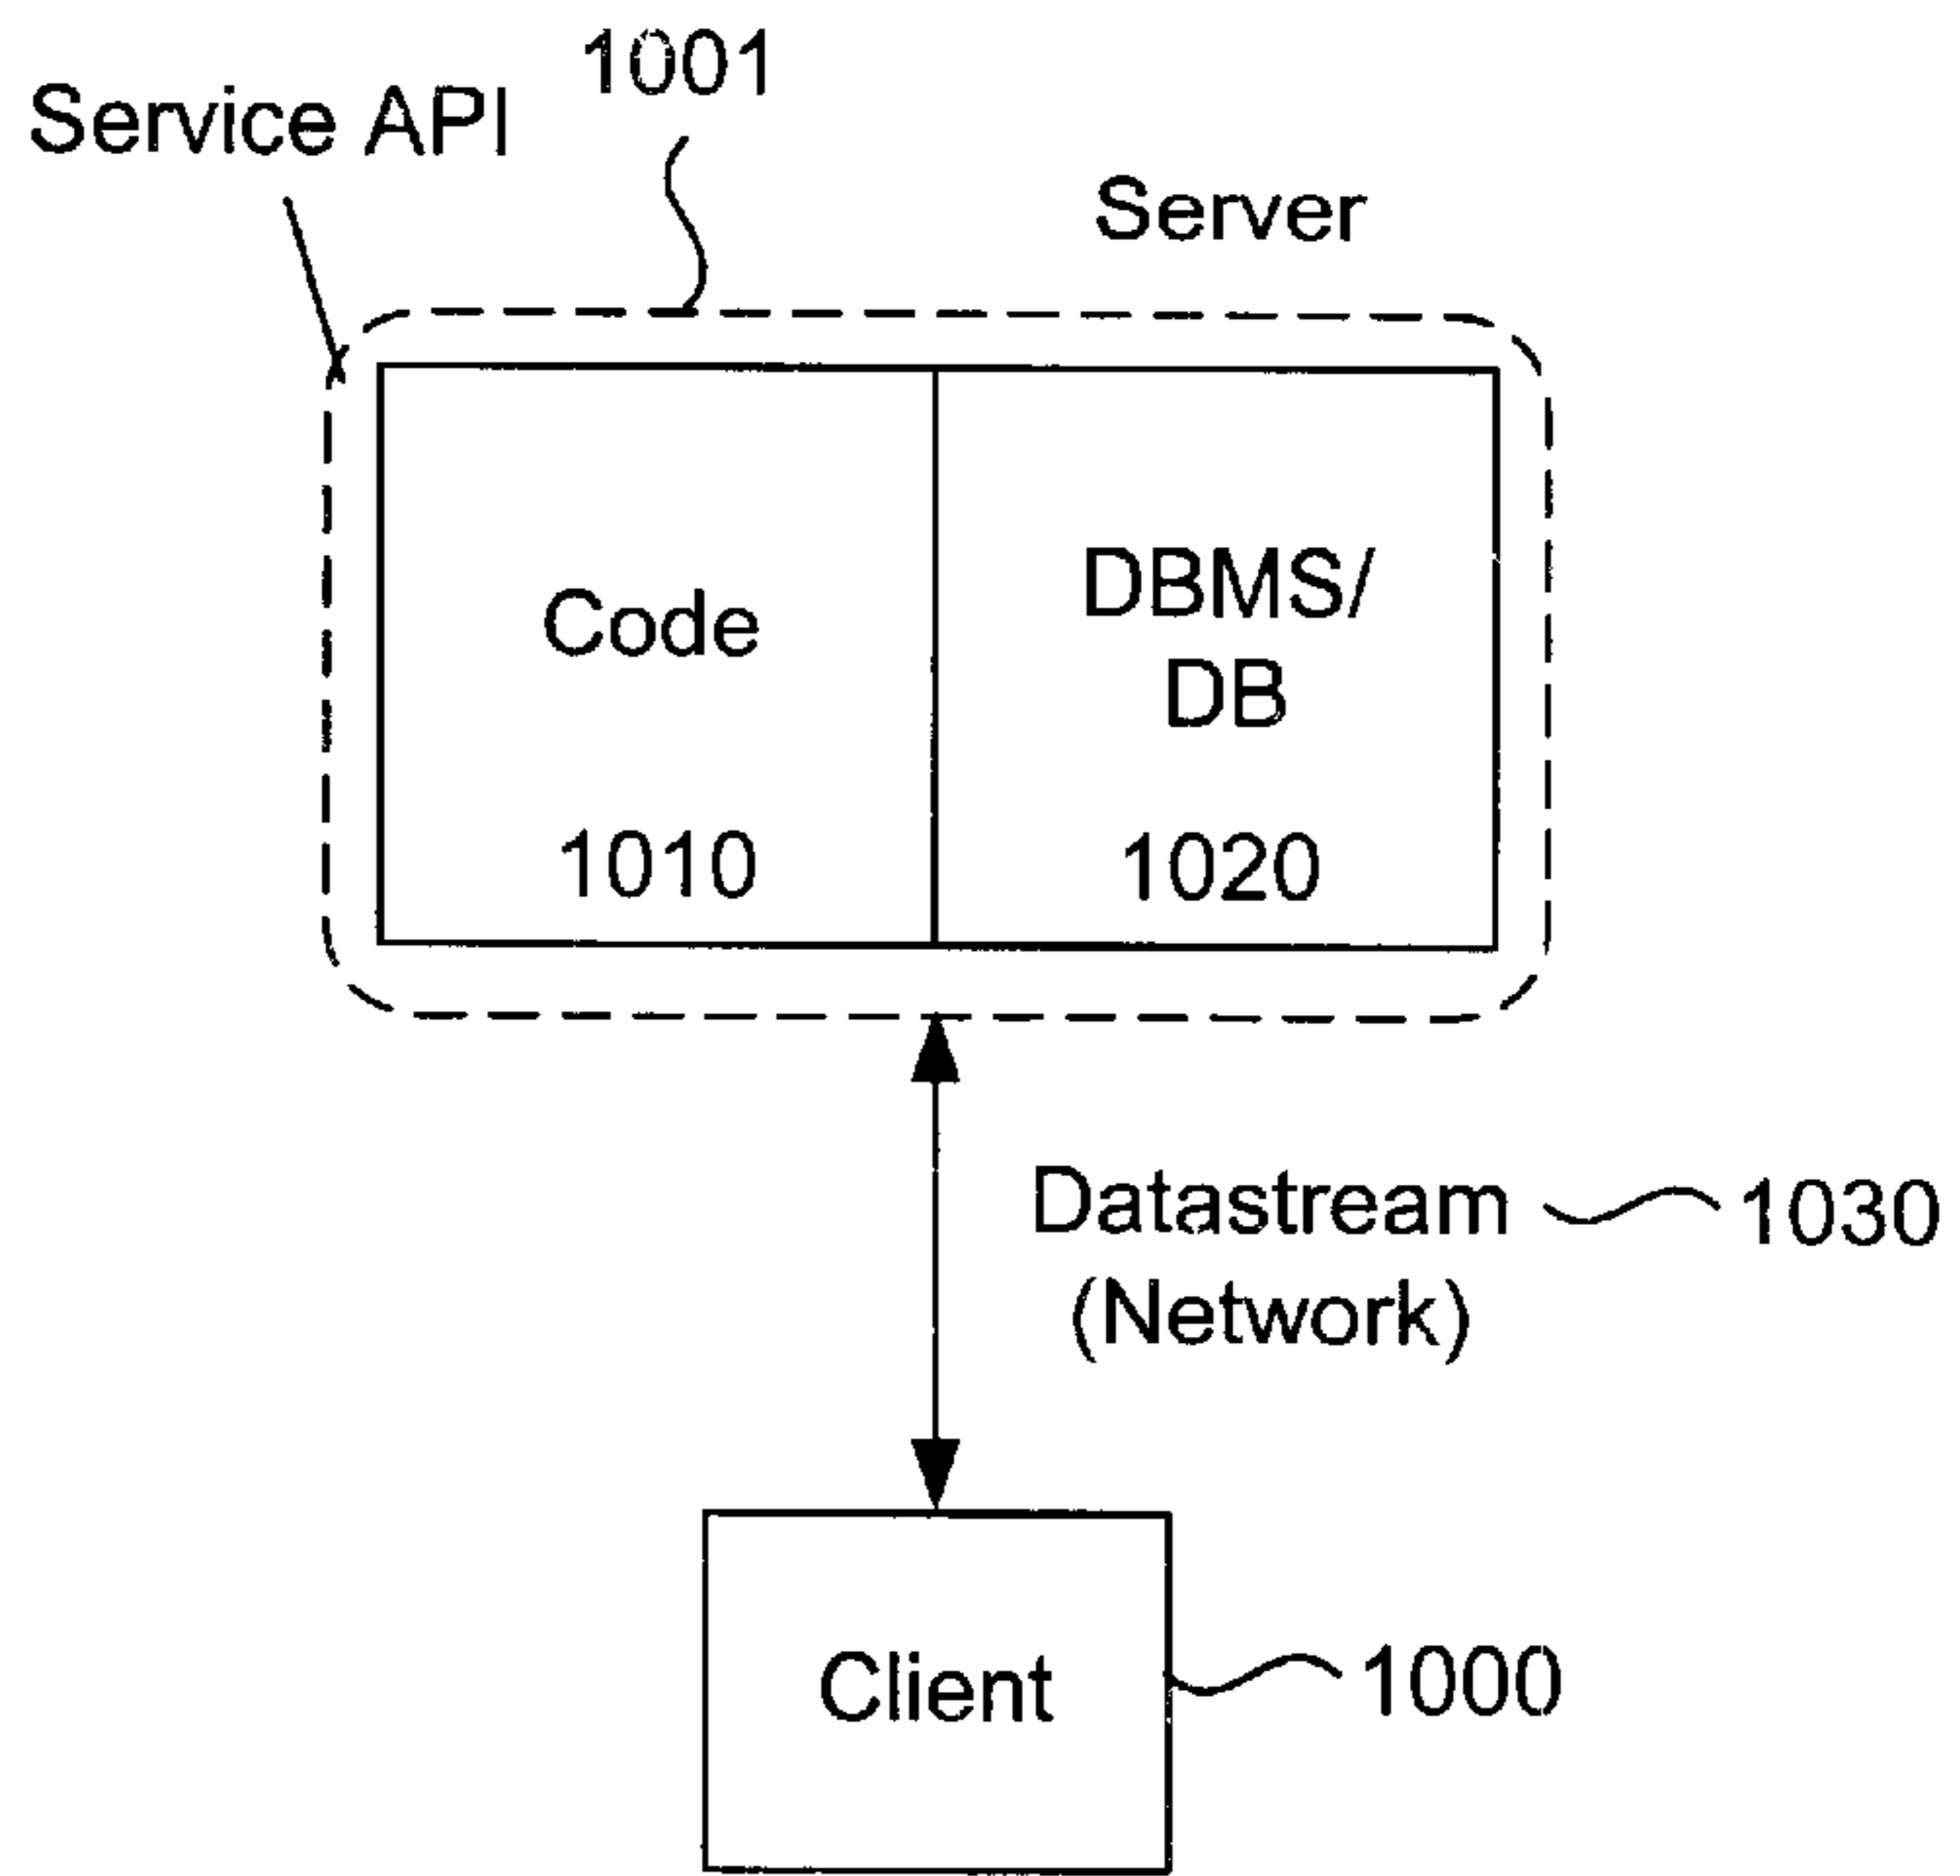 1001
Service API
Server
Code
DBMS/
DB
1010
1020
Datastream
1030
(Network)
Client
1000